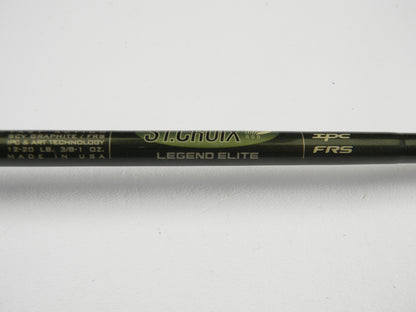 SCV GRAPHITE / FRS
IPC & ART TECHNOLOGY
12-20 LB. 3/8-1 OZ.
MADE IN USA
ST.CROIX
LEGEND ELITE
IPC
FRS